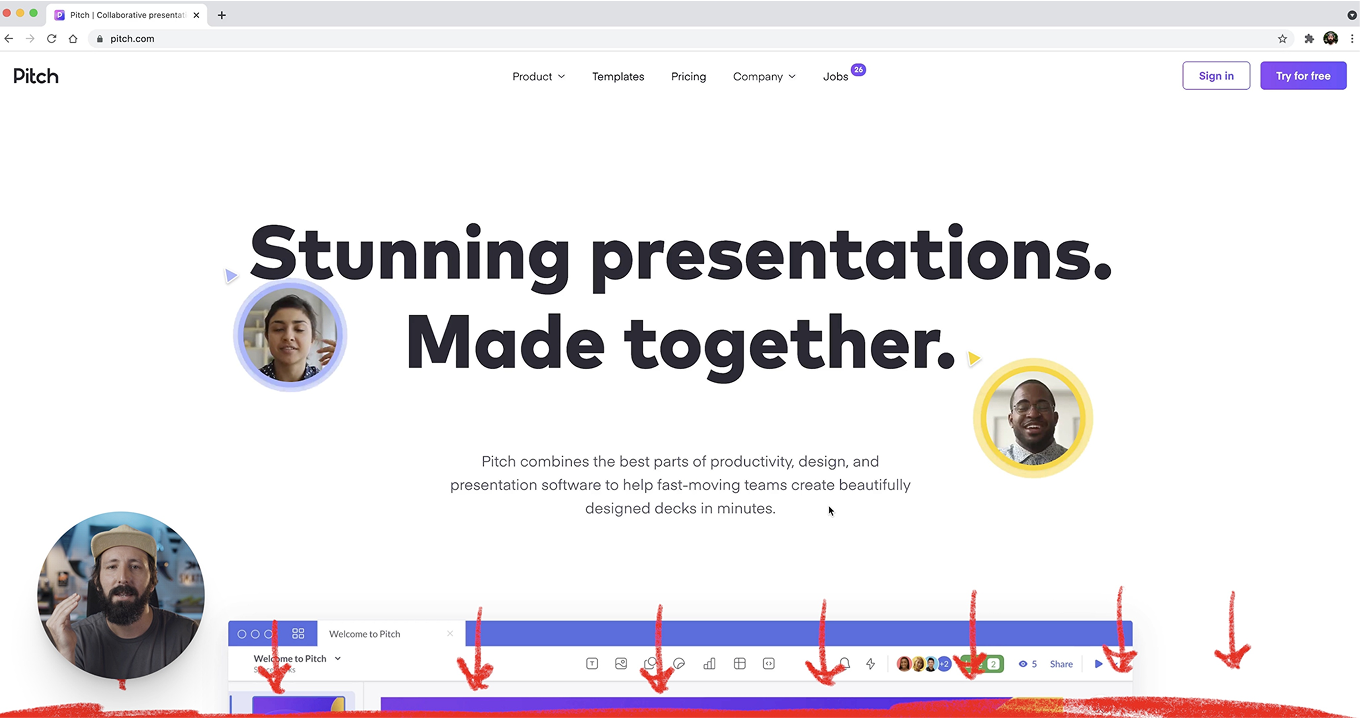 Pitch | Collaborative presentat
pitch.com
Pitch
Product
Templates
Pricing
Company
Jobs
26
Sign in
Try for free
Stunning presentations.
Made together.
Pitch combines the best parts of productivity, design, and
presentation software to help fast-moving teams create beautifully
designed decks in minutes.
Welcome to Pitch
Welcome to Pitch
+2
2
5
Share